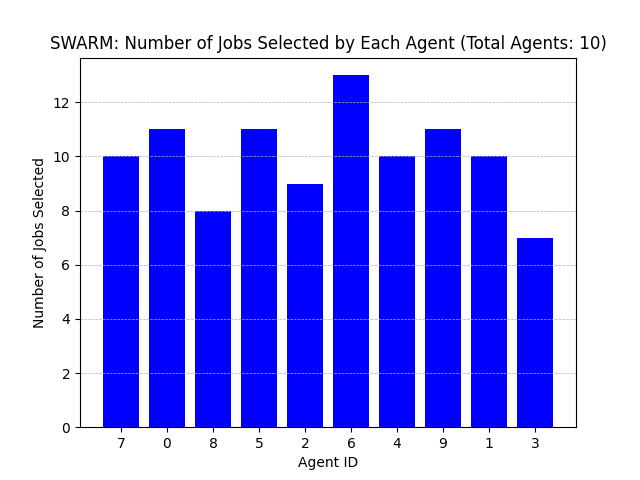 SWARM: Number of Jobs Selected by Each Agent (Total Agents: 10)
Number of Jobs Selected
12
10
8
6
4
2
0
7 0 8 5 2 6 4 9 1 3
Agent ID